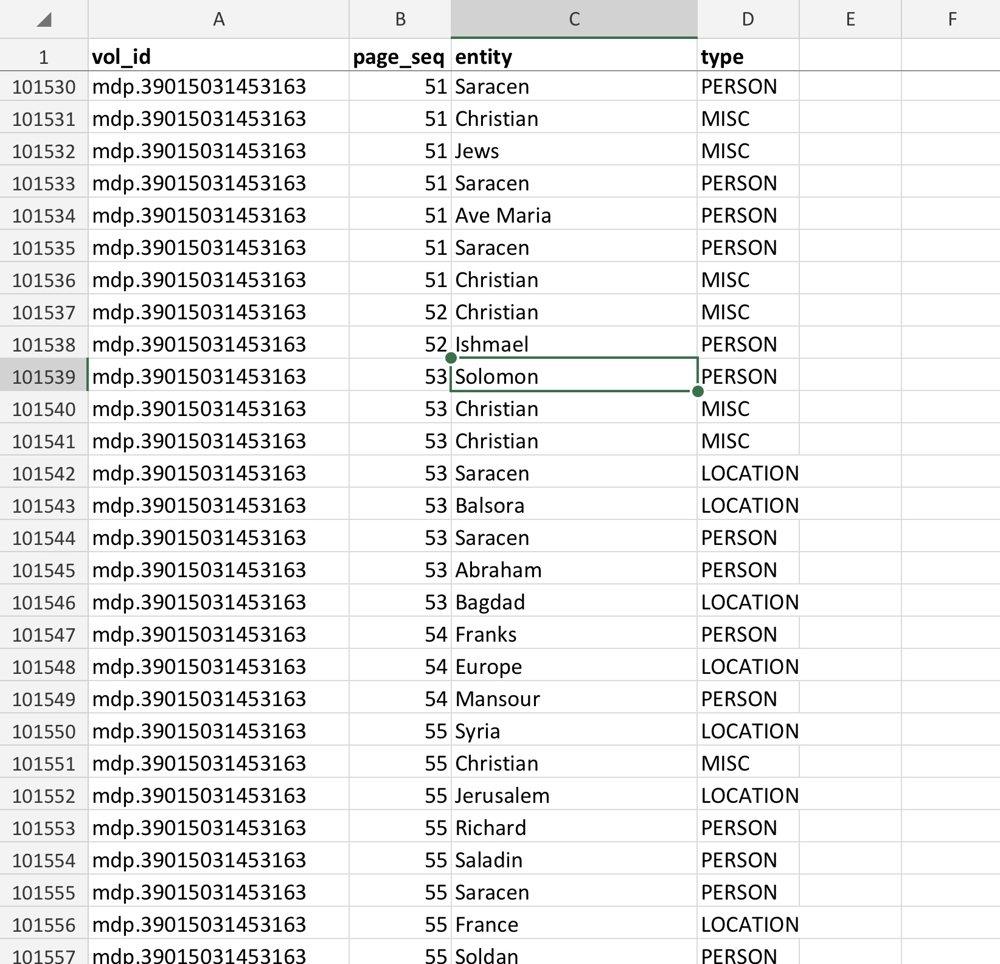 A B C D E F
1 vol_id page_seq entity type
101530 mdp.39015031453163 51 Saracen PERSON
101531 mdp.39015031453163 51 Christian MISC
101532 mdp.39015031453163 51 Jews MISC
101533 mdp.39015031453163 51 Saracen PERSON
101534 mdp.39015031453163 51 Ave Maria PERSON
101535 mdp.39015031453163 51 Saracen PERSON
101536 mdp.39015031453163 51 Christian MISC
101537 mdp.39015031453163 52 Christian MISC
101538 mdp.39015031453163 52 Ishmael PERSON
101539 mdp.39015031453163 53 Solomon PERSON
101540 mdp.39015031453163 53 Christian MISC
101541 mdp.39015031453163 53 Christian MISC
101542 mdp.39015031453163 53 Saracen LOCATION
101543 mdp.39015031453163 53 Balsora LOCATION
101544 mdp.39015031453163 53 Saracen PERSON
101545 mdp.39015031453163 53 Abraham PERSON
101546 mdp.39015031453163 53 Bagdad LOCATION
101547 mdp.39015031453163 54 Franks PERSON
101548 mdp.39015031453163 54 Europe LOCATION
101549 mdp.39015031453163 54 Mansour PERSON
101550 mdp.39015031453163 55 Syria LOCATION
101551 mdp.39015031453163 55 Christian MISC
101552 mdp.39015031453163 55 Jerusalem LOCATION
101553 mdp.39015031453163 55 Richard PERSON
101554 mdp.39015031453163 55 Saladin PERSON
101555 mdp.39015031453163 55 Saracen PERSON
101556 mdp.39015031453163 55 France LOCATION
101557 mdp.39015031453163 55 Soldan PERSON